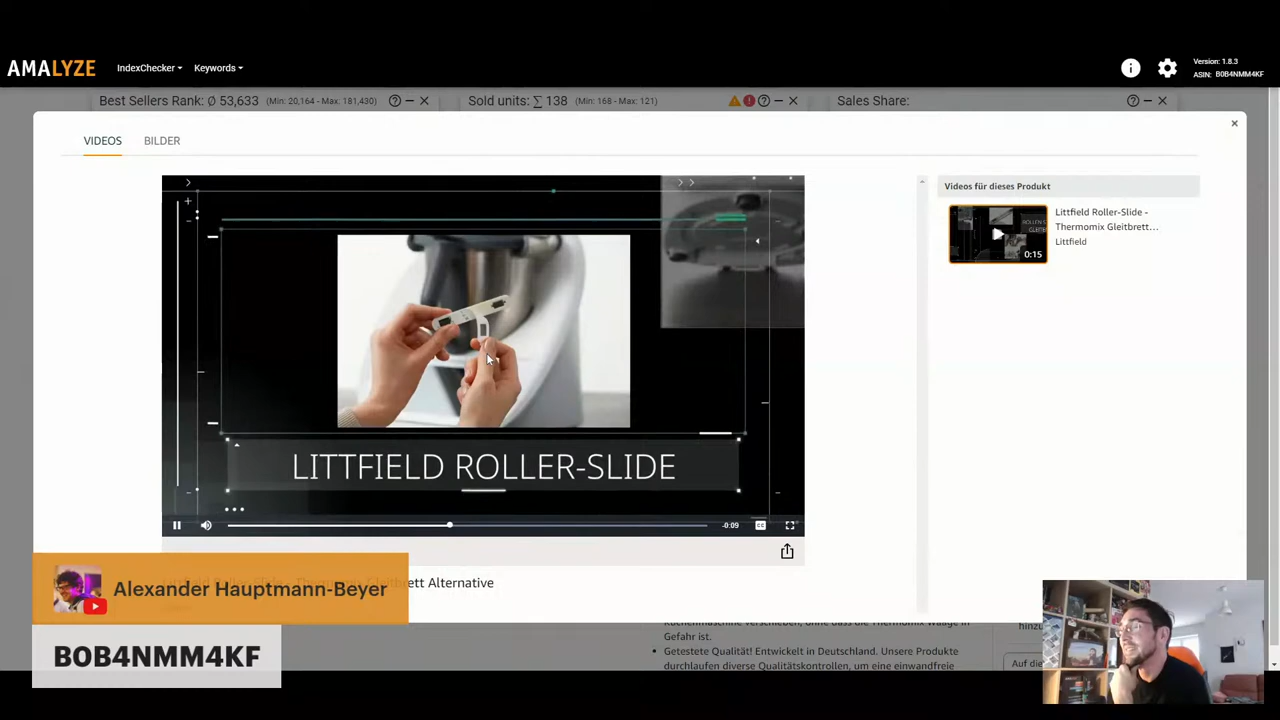 AMALYZE
IndexChecker
Keywords
Version: 1.8.3
ASIN: B0B4NMM4KF
Best Sellers Rank: Ø 53,633 (Min: 20,164 - Max: 181,430)
Sold units: ∑ 138 (Min: 168 - Max: 121)
Sales Share:
VIDEOS
BILDER
Videos für dieses Produkt
Littfield Roller-Slide -
Thermomix Gleitbrett...
Littfield
0:15
LITTFIELD ROLLER-SLIDE
-0:09
CC
Gleitbrett Alternative
Alexander Hauptmann-Beyer
B0B4NMM4KF
Küchenmaschine verschieben, ohne dass die Thermomix Waage in
Gefahr ist.
Getestete Qualität! Entwickelt in Deutschland. Unsere Produkte
durchlaufen diverse Qualitätskontrollen, um eine einwandfreie
Auf die